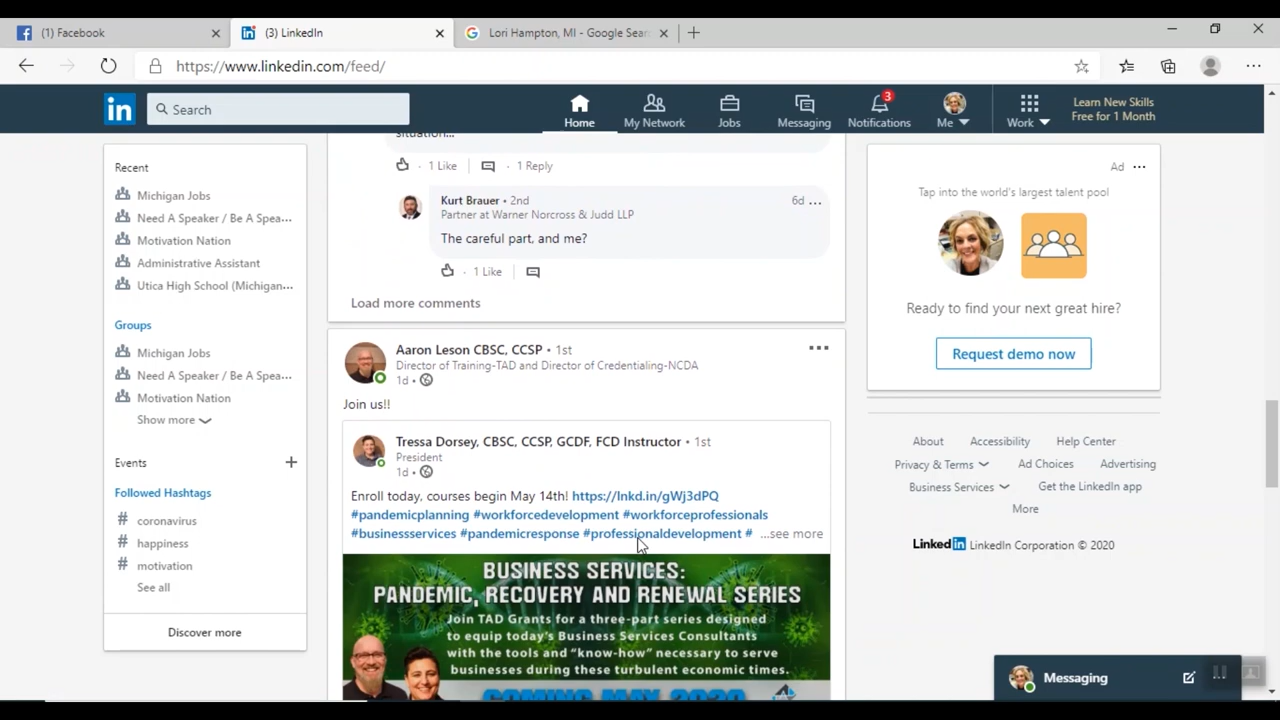 (1) Facebook
(3) LinkedIn
Lori Hampton, MI - Google Sear
https://www.linkedin.com/feed/
in
Search
Home
My Network
Jobs
Messaging
3
Notifications
Me
Work
Learn New Skills
Free for 1 Month
Recent
Michigan Jobs
Need A Speaker / Be A Spea...
Motivation Nation
Administrative Assistant
Utica High School (Michigan...
Groups
Michigan Jobs
Need A Speaker / Be A Spea...
Motivation Nation
Show more
Events
Followed Hashtags
# coronavirus
# happiness
# motivation
See all
Discover more
situation...
1 Like
1 Reply
Kurt Brauer • 2nd
6d
Partner at Warner Norcross & Judd LLP
The careful part, and me?
1 Like
Load more comments
Aaron Leson CBSC, CCSP • 1st
Director of Training-TAD and Director of Credentialing-NCDA
1d •
Join us!!
Tressa Dorsey, CBSC, CCSP, GCDF, FCD Instructor • 1st
President
1d •
Enroll today, courses begin May 14th! https://lnkd.in/gWj3dPQ
#pandemicplanning #workforcedevelopment #workforceprofessionals
#businessservices #pandemicresponse #professionaldevelopment # ...see more
BUSINESS SERVICES:
PANDEMIC, RECOVERY AND RENEWAL SERIES
Join TAD Grants for a three-part series designed
to equip today's Business Services Consultants
with the tools and “know-how” necessary to serve
businesses during these turbulent economic times.
COMING MAY 2020
Ad
Tap into the world's largest talent pool
Ready to find your next great hire?
Request demo now
About
Accessibility
Help Center
Privacy & Terms
Ad Choices
Advertising
Business Services
Get the LinkedIn app
More
Linked in LinkedIn Corporation © 2020
Messaging